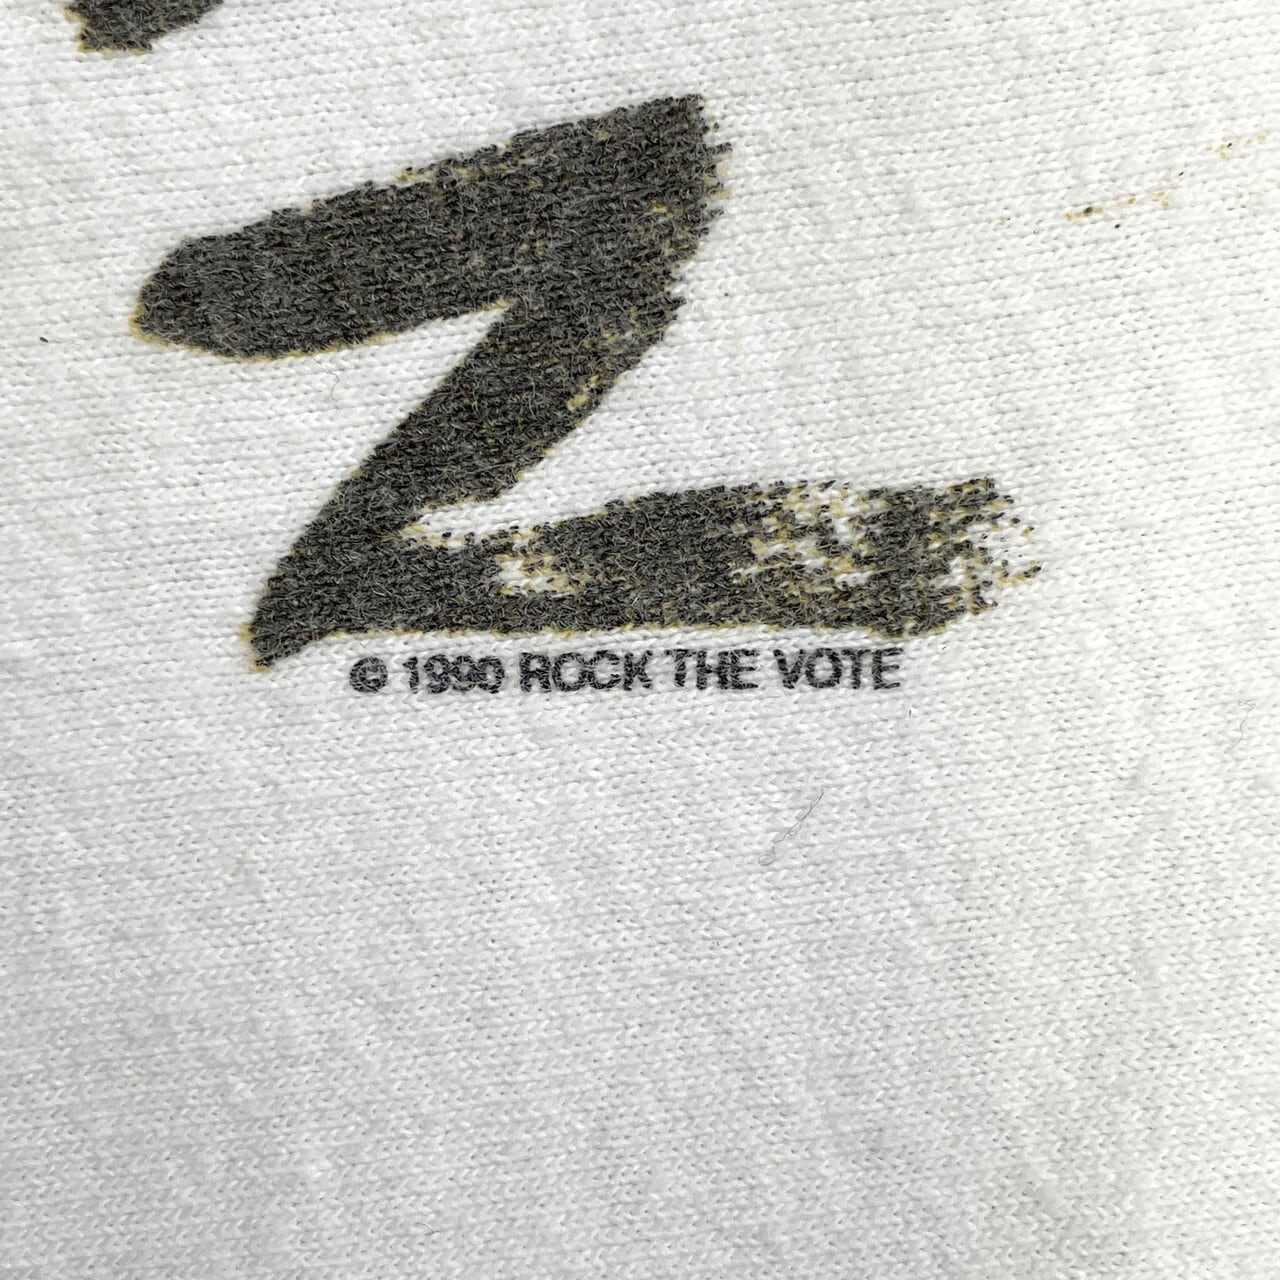 Z
© 1990 ROCK THE VOTE